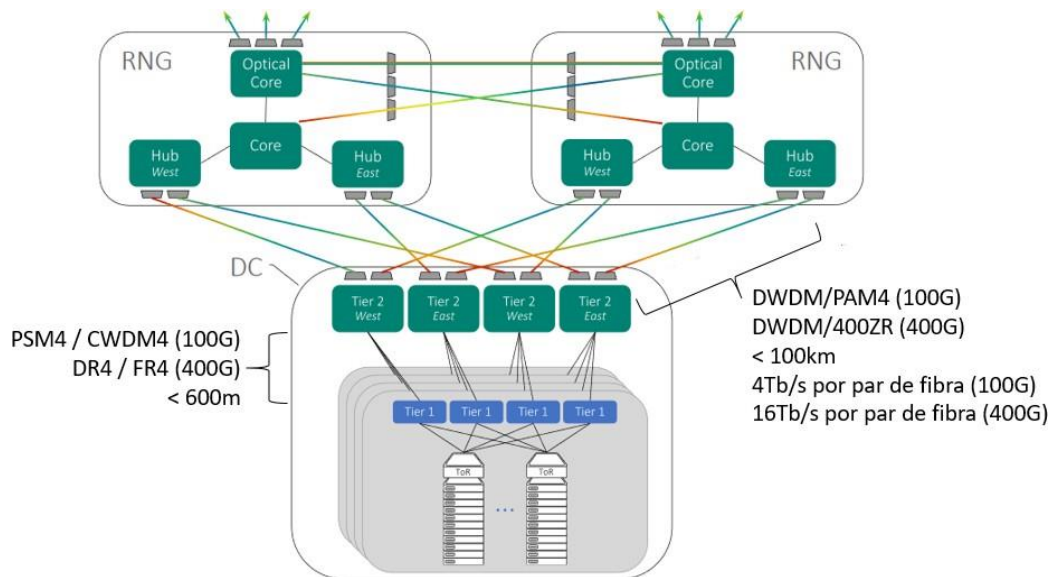 RNG
Optical
Core
Core
Hub
West
Hub
East
Optical
Core
RNG
Core
Hub
West
Hub
East
DC
Tier 2
West
Tier 2
East
Tier 2
West
Tier 2
East
PSM4 / CWDM4 (100G)
DR4 / FR4 (400G)
< 600m
DWDM/PAM4 (100G)
DWDM/400ZR (400G)
< 100km
4Tb/s por par de fibra (100G)
16Tb/s por par de fibra (400G)
Tier 1
Tier 1
Tier 1
Tier 1
ToR
ToR
...